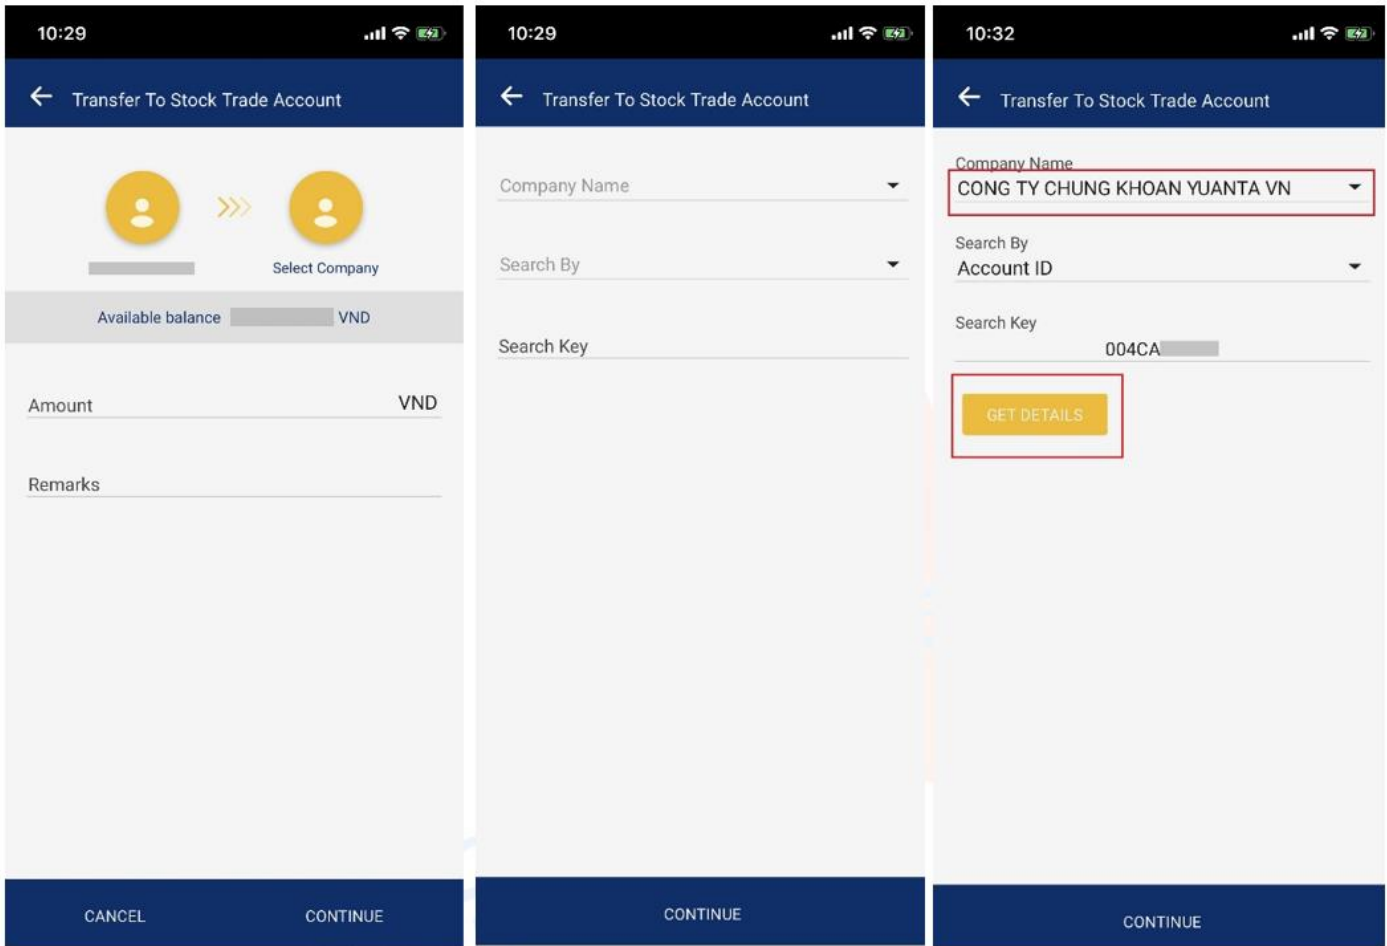 10:29
Transfer To Stock Trade Account
Select Company
Available balance VND
Amount VND
Remarks
CANCEL CONTINUE
10:29
Transfer To Stock Trade Account
Company Name
Search By
Search Key
CONTINUE
10:32
Transfer To Stock Trade Account
Company Name
CONG TY CHUNG KHOAN YUANTA VN
Search By
Account ID
Search Key
004CA
GET DETAILS
CONTINUE